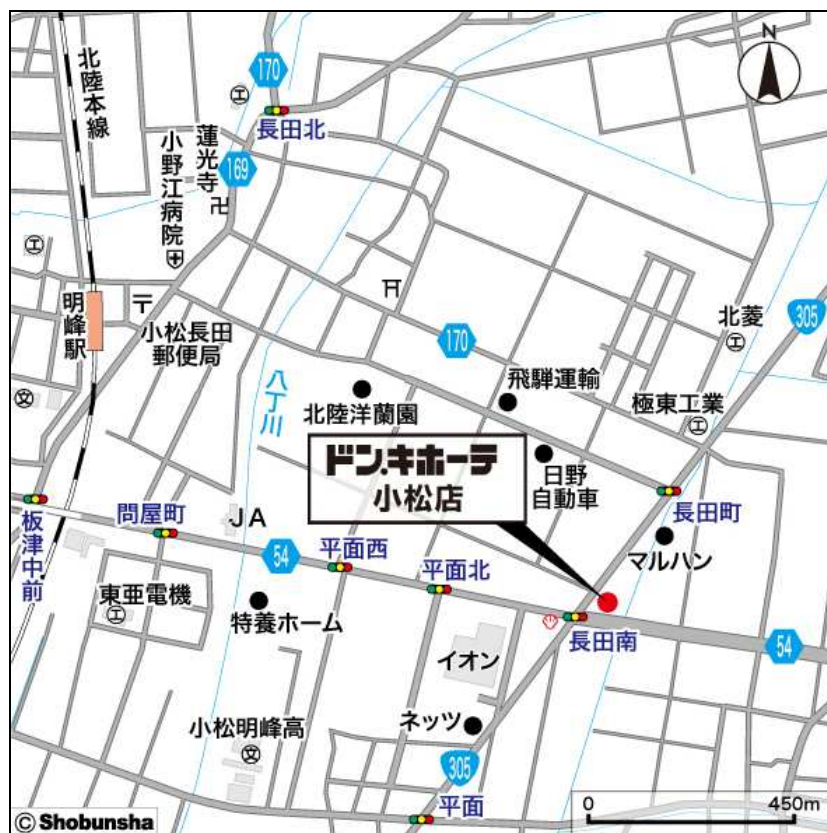 N
170
長田北
北陸本線
蓮光寺
169
小野江病院
明峰駅
小松長田
郵便局
北菱
305
170
飛騨運輸
極東工業
八丁川
北陸洋蘭園
ドン.キホーテ
小松店
日野
自動車
長田町
板津中前
問屋町
JA
54
平面西
平面北
マルハン
東亜電機
特養ホーム
長田南
54
イオン
小松明峰高
ネッツ
305
平面
0
450m
© Shobunsha